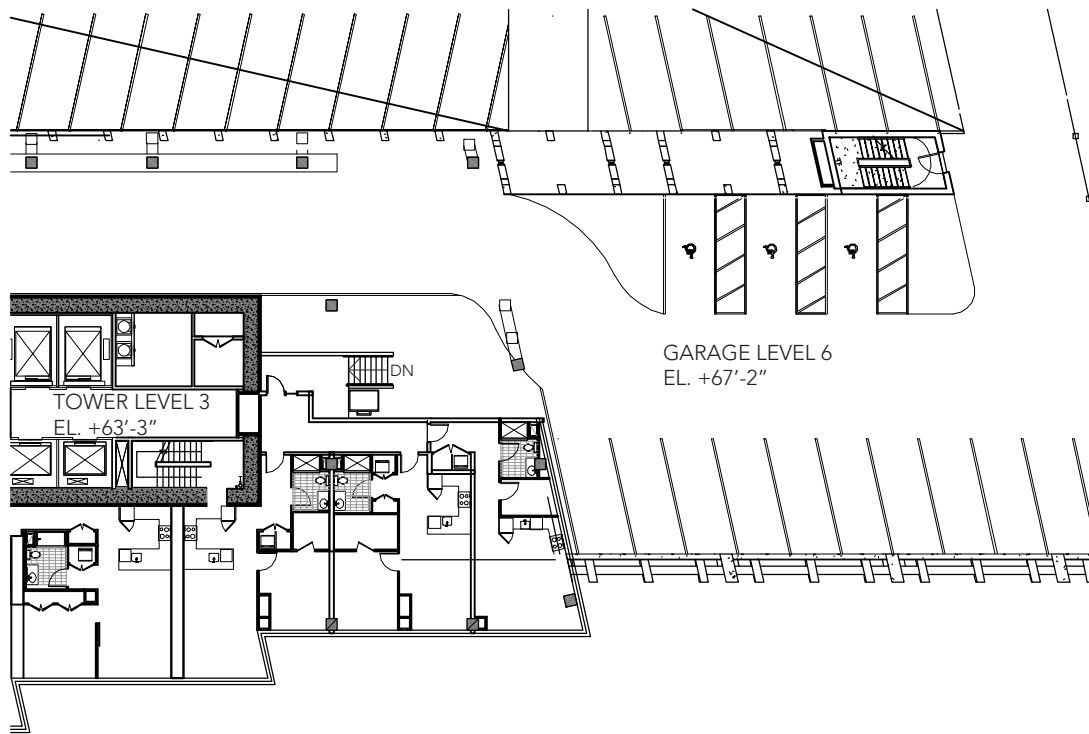 GARAGE LEVEL 6
EL. +67’-2”
DN
TOWER LEVEL 3
EL. +63’-3”